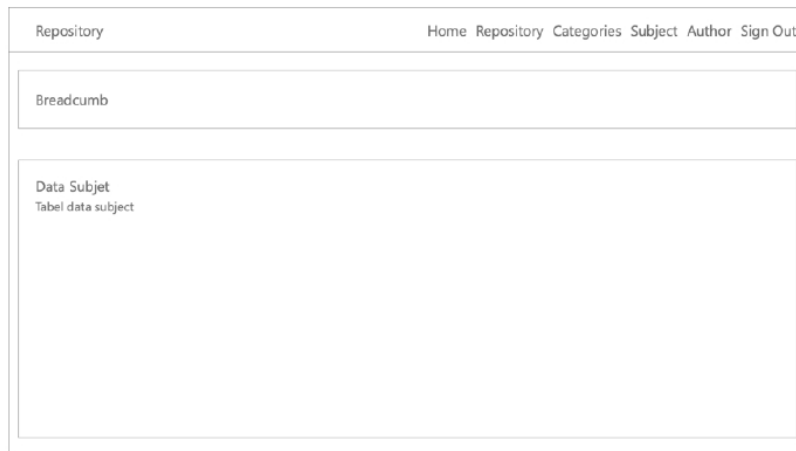 Repository Home Repository Categories Subject Author Sign Out
Breadcumb
Data Subjet
Tabel data subject